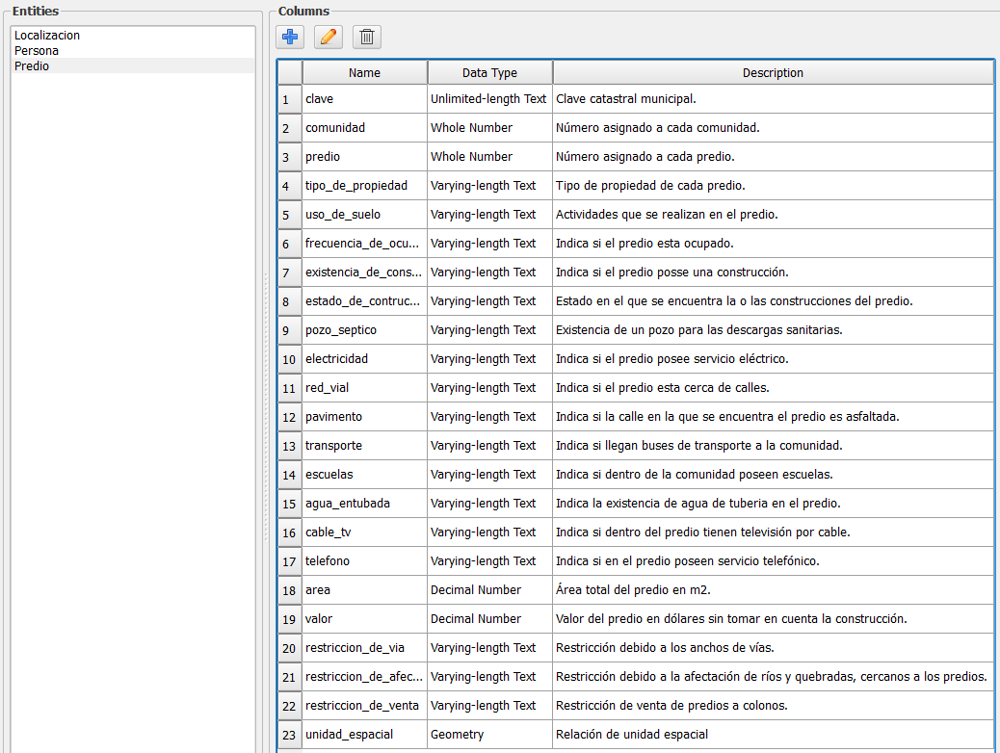 Entities
Localizacion
Persona
Predio
Columns
Name Data Type Description
1 clave Unlimited-length Text Clave catastral municipal.
2 comunidad Whole Number Número asignado a cada comunidad.
3 predio Whole Number Número asignado a cada predio.
4 tipo_de_propiedad Varying-length Text Tipo de propiedad de cada predio.
5 uso_de_suelo Varying-length Text Actividades que se realizan en el predio.
6 frecuencia_de_ocu... Varying-length Text Indica si el predio esta ocupado.
7 existencia_de_cons... Varying-length Text Indica si el predio posse una construcción.
8 estado_de_contruc... Varying-length Text Estado en el que se encuentra la o las construcciones del predio.
9 pozo_septico Varying-length Text Existencia de un pozo para las descargas sanitarias.
10 electricidad Varying-length Text Indica si el predio posee servicio eléctrico.
11 red_vial Varying-length Text Indica si el predio esta cerca de calles.
12 pavimento Varying-length Text Indica si la calle en la que se encuentra el predio es asfaltada.
13 transporte Varying-length Text Indica si llegan buses de transporte a la comunidad.
14 escuelas Varying-length Text Indica si dentro de la comunidad poseen escuelas.
15 agua_entubada Varying-length Text Indica la existencia de agua de tuberia en el predio.
16 cable_tv Varying-length Text Indica si dentro del predio tienen televisión por cable.
17 telefono Varying-length Text Indica si en el predio poseen servicio telefónico.
18 area Decimal Number Área total del predio en m2.
19 valor Decimal Number Valor del predio en dólares sin tomar en cuenta la construcción.
20 restriccion_de_via Varying-length Text Restricción debido a los anchos de vías.
21 restriccion_de_afec... Varying-length Text Restricción debido a la afectación de ríos y quebradas, cercanos a los predios.
22 restriccion_de_venta Varying-length Text Restricción de venta de predios a colonos.
23 unidad_espacial Geometry Relación de unidad espacial